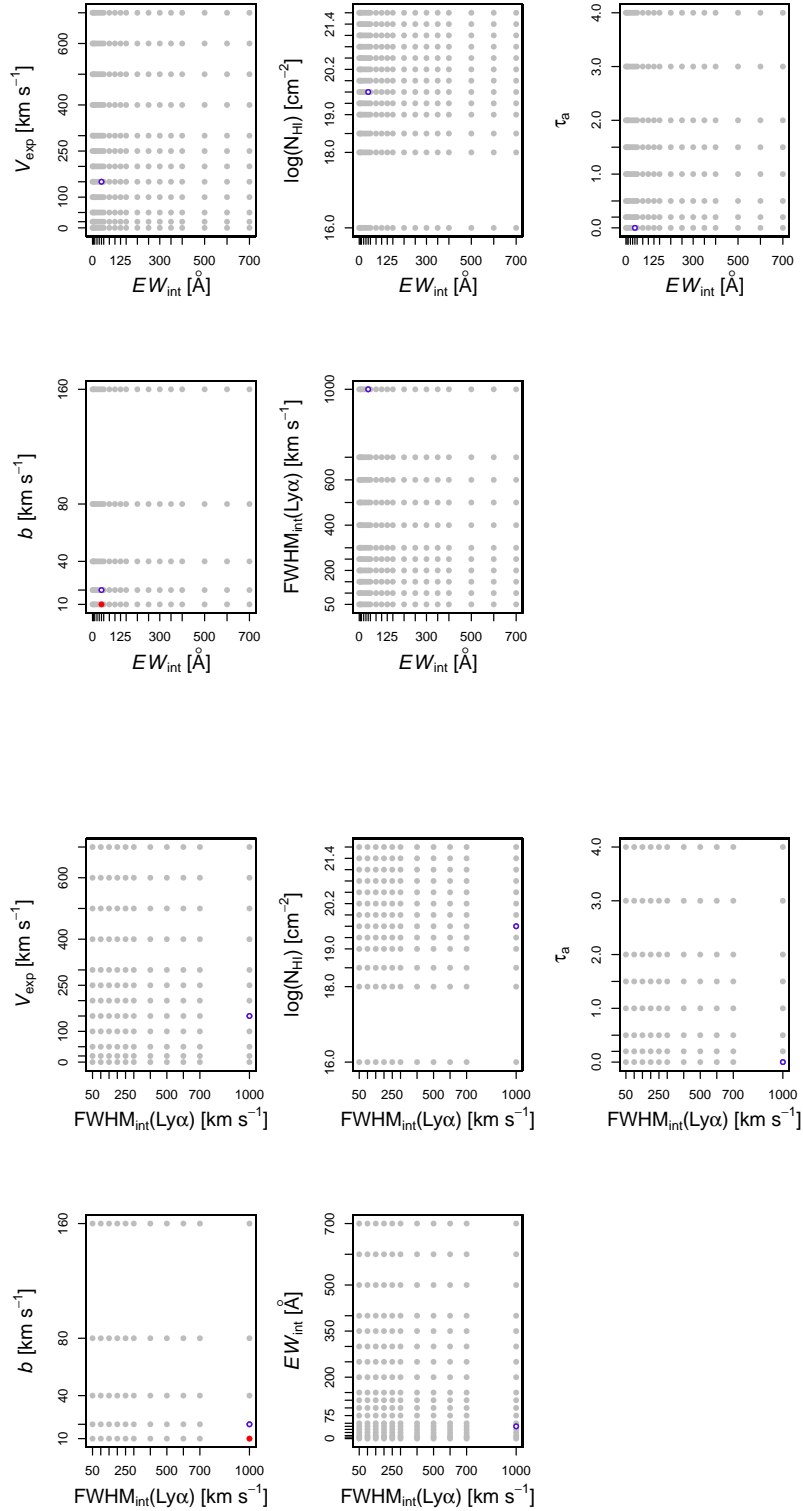 V_exp [km s⁻¹]
0 100 250 400 600
0 125 300 500 700
EW_int [Å]
log(N_HI) [cm⁻²]
16.0 18.0 19.0 20.2 21.4
0 125 300 500 700
EW_int [Å]
τ_a
0.0 1.0 2.0 3.0 4.0
0 125 300 500 700
EW_int [Å]
b [km s⁻¹]
10 40 80 160
0 125 300 500 700
EW_int [Å]
FWHM_int(Lyα) [km s⁻¹]
50 200 400 600 1000
0 125 300 500 700
EW_int [Å]
V_exp [km s⁻¹]
0 100 250 400 600
50 250 500 700 1000
FWHM_int(Lyα) [km s⁻¹]
log(N_HI) [cm⁻²]
16.0 18.0 19.0 20.2 21.4
50 250 500 700 1000
FWHM_int(Lyα) [km s⁻¹]
τ_a
0.0 1.0 2.0 3.0 4.0
50 250 500 700 1000
FWHM_int(Lyα) [km s⁻¹]
b [km s⁻¹]
10 40 80 160
50 250 500 700 1000
FWHM_int(Lyα) [km s⁻¹]
EW_int [Å]
0 75 200 350 500 700
50 250 500 700 1000
FWHM_int(Lyα) [km s⁻¹]